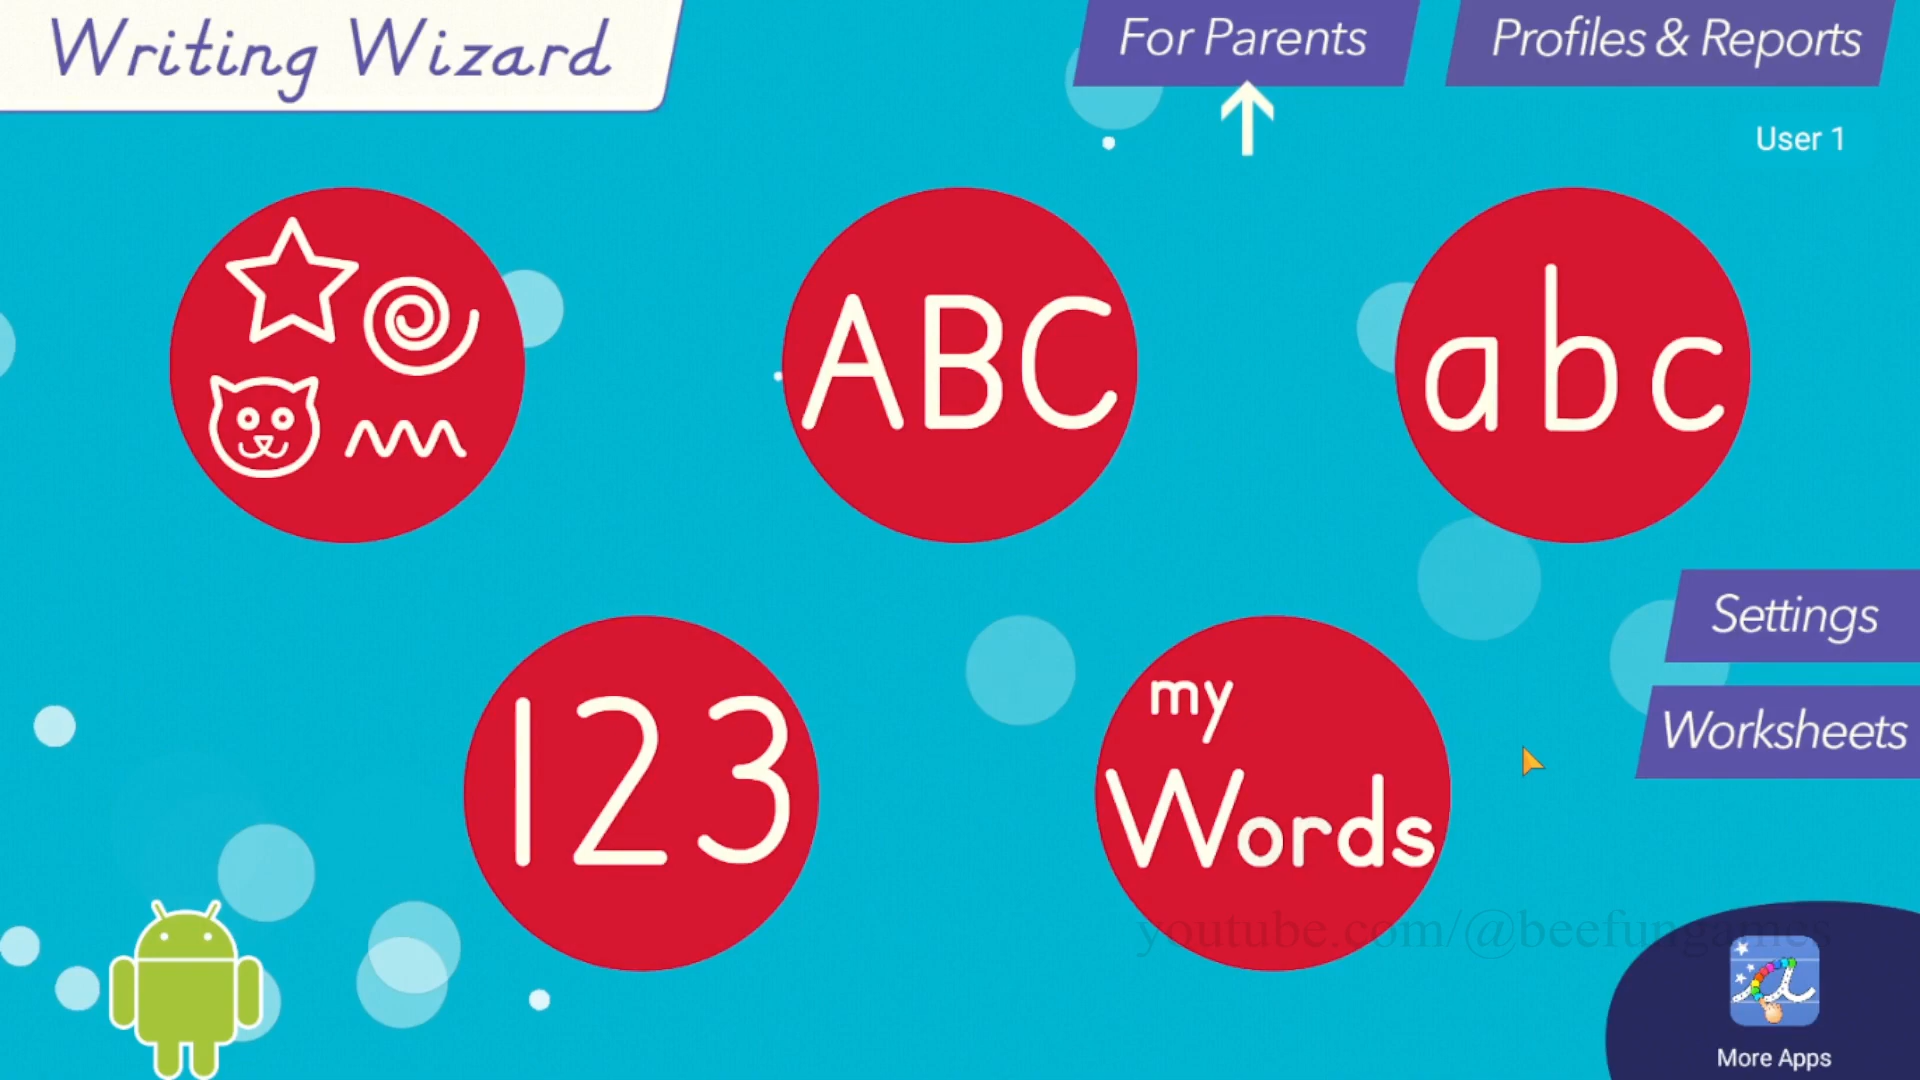 Writing Wizard
For Parents
Profiles & Reports
User 1
ABC
abc
Settings
123
my
Words
Worksheets
youtube.com/@beefungames
More Apps